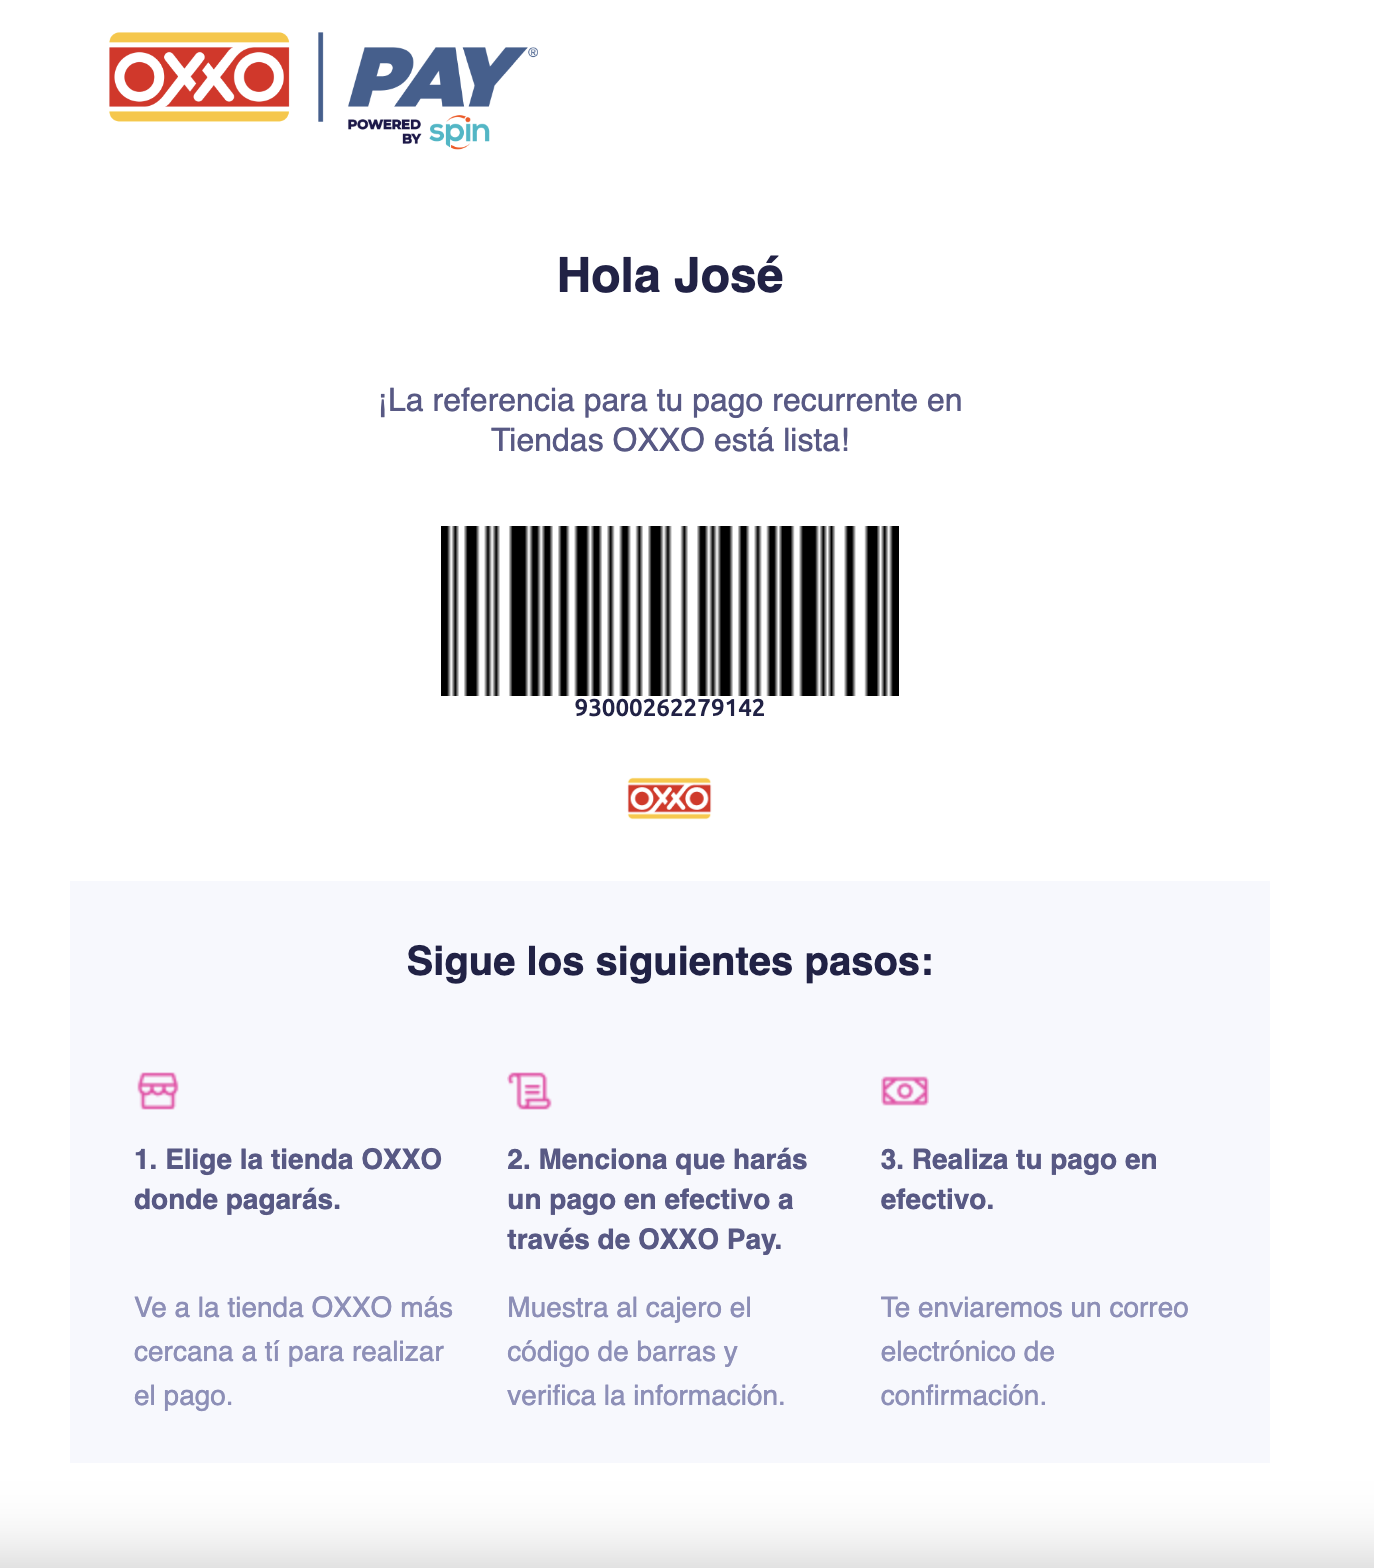 OXXO PAY®
POWERED BY spin
Hola José
¡La referencia para tu pago recurrente en
Tiendas OXXO está lista!
93000262279142
OXXO
Sigue los siguientes pasos:
1. Elige la tienda OXXO
donde pagarás.
Ve a la tienda OXXO más
cercana a tí para realizar
el pago.
2. Menciona que harás
un pago en efectivo a
través de OXXO Pay.
Muestra al cajero el
código de barras y
verifica la información.
3. Realiza tu pago en
efectivo.
Te enviaremos un correo
electrónico de
confirmación.